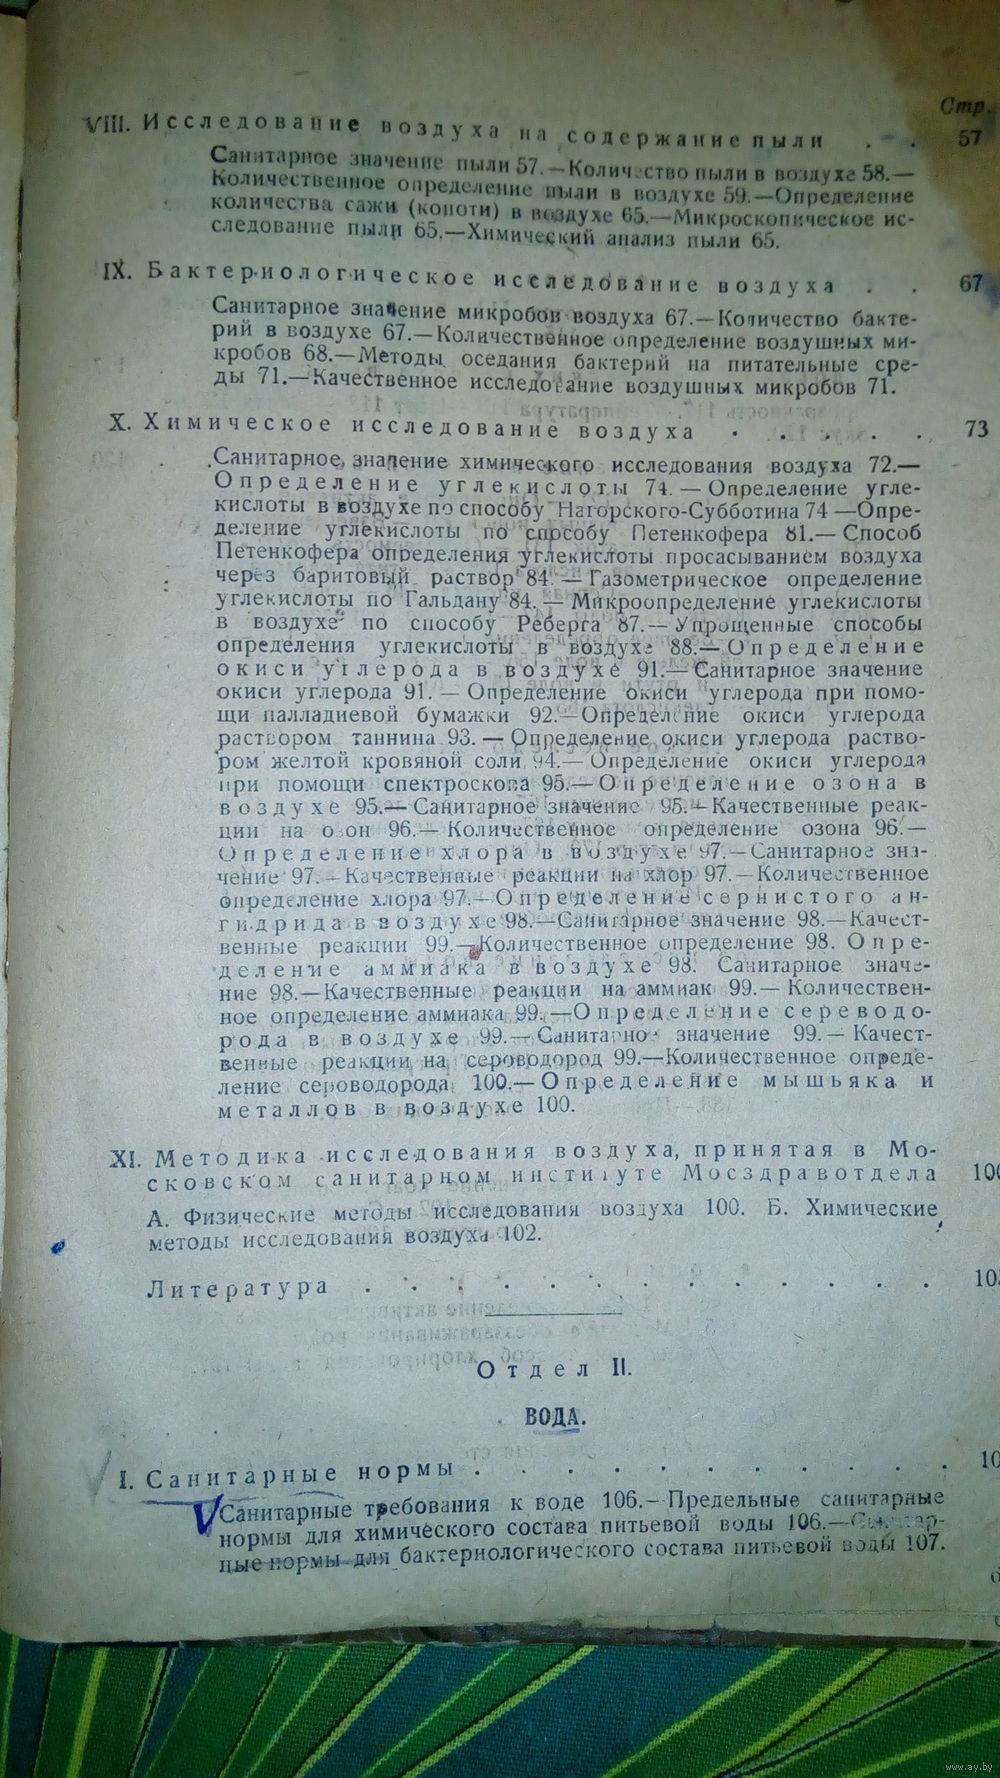 Стр.
VIII. Исследование воздуха на содержание пыли . . 57
Санитарное значение пыли 57.—Количество пыли в воздухе 58.—
Количественное определение пыли в воздухе 59.—Определение
количества сажи (копоти) в воздухе 65.—Микроскопическое ис-
следование пыли 65.—Химический анализ пыли 65.
IX. Бактериологическое исследование воздуха . . 67
Санитарное значение микробов воздуха 67.—Количество бакте-
рий в воздухе 67.—Количественное определение воздушных ми-
кробов 68.—Методы оседания бактерий на питательные сре-
ды 71.—Качественное исследование воздушных микробов 71.
X. Химическое исследование воздуха . . . . . 73
Санитарное значение химического исследования воздуха 72.—
Определение углекислоты 74. — Определение угле-
кислоты в воздухе по способу Нагорского-Субботина 74 —Опре-
деление углекислоты по способу Петенкофера 81.— Способ
Петенкофера определения углекислоты просасыванием воздуха
через баритовый раствор 84. — Газометрическое определение
углекислоты по Гальдану 84. — Микроопределение углекислоты
в воздухе по способу Реберга 87.— Упрощенные способы
определения углекислоты в воздухе 88.— Определение
окиси углерода в воздухе 91.— Санитарное значение
окиси углерода 91. — Определение окиси углерода при помо-
щи палладиевой бумажки 92.—Определение окиси углерода
раствором таннина 93. — Определение окиси углерода раство-
ром желтой кровяной соли 94.— Определение окиси углерода
при помощи спектроскопа 95.—Определение озона в
воздухе 95.— Санитарное значение 95.—Качественные реак-
ции на озон 96.— Количественное определение озона 96.—
Определение хлора в воздухе 97.—Санитарное зна-
чение 97.—Качественные реакции на хлор 97.—Количественное
определение хлора 97.—Определение сернистого ан-
гидрида в воздухе 98.—Санитарное значение 98.—Качест-
венные реакции 99.—Количественное определение 98. Опре-
деление аммиака в воздухе 98. Санитарное значе-
ние 98.—Качественные реакции на аммиак 99.— Количествен-
ное определение аммиака 99.—Определение сереводо-
рода в воздухе 99.—Санитарное значение 99.— Качест-
венные реакции на сероводород 99.—Количественное опреде-
ление сероводорода 100.—Определение мышьяка и
металлов в воздухе 100.
XI. Методика исследования воздуха, принятая в Мо-
сковском санитарном институте Мосздравотдела 100
А. Физические методы исследования воздуха 100. Б. Химические
методы исследования воздуха 102.
Литература . . . . . . . . . . . 10
Отдел II.
ВОДА.
I. Санитарные нормы . . . . . . . . . . 10
Санитарные требования к воде 106.—Предельные санитарные
нормы для химического состава питьевой воды 106.—Санитар-
ные нормы для бактериологического состава питьевой воды 107.
www.ay.by